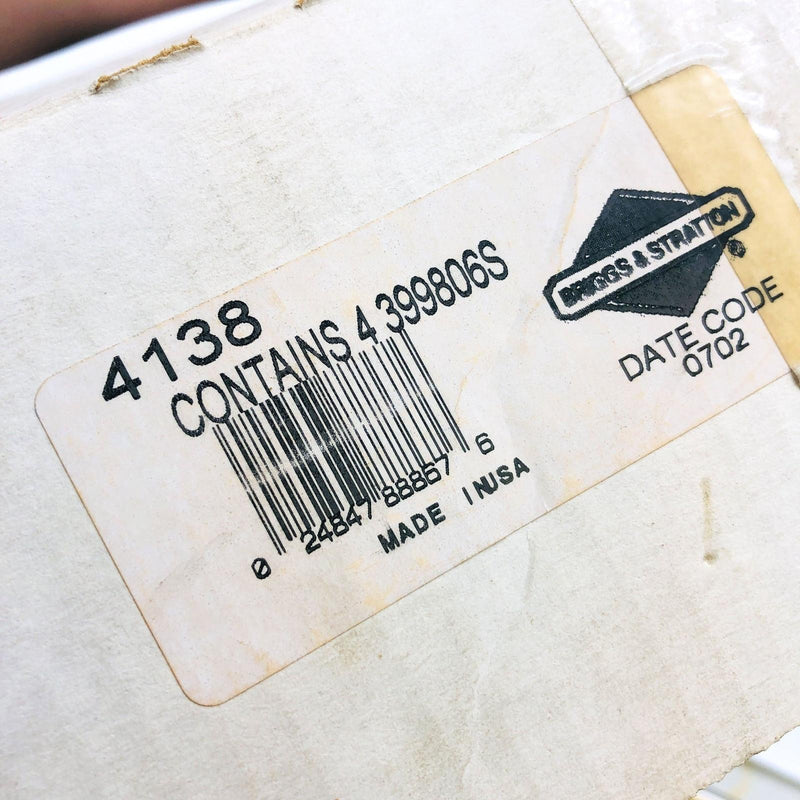 4138
CONTAINS 4 399806S
0 24847 88867 6
MADE IN USA
BRIGGS & STRATTON
®
DATE CODE
0702